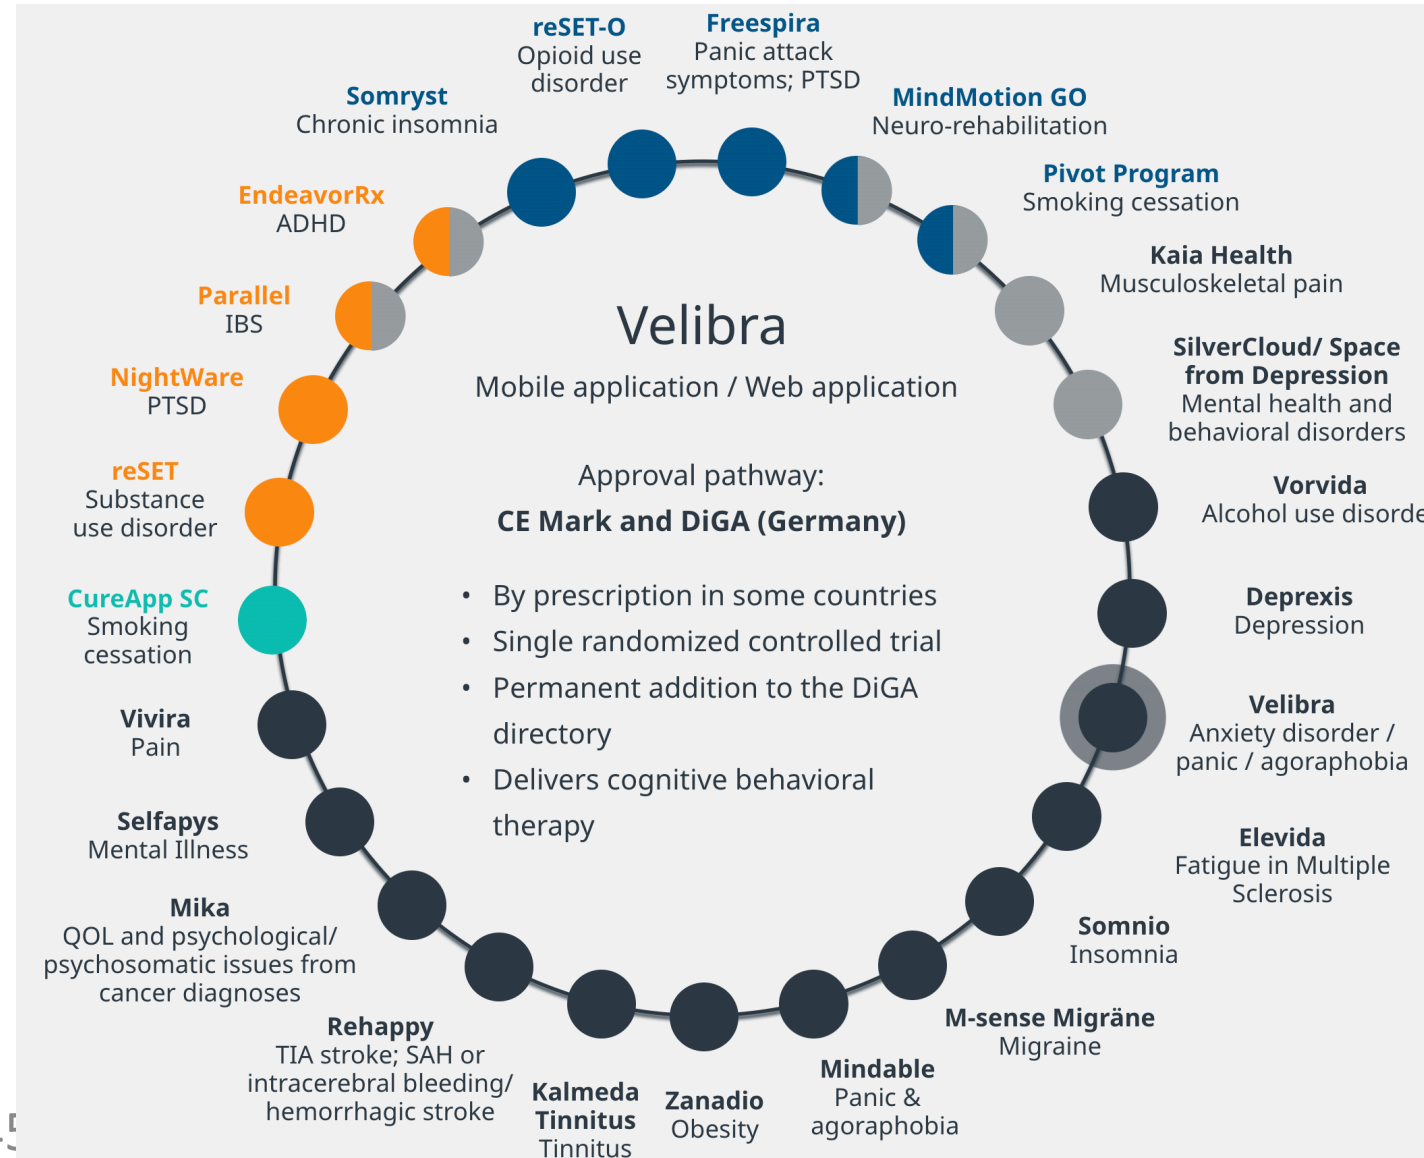 reSET-O
Opioid use
disorder
Freespira
Panic attack
symptoms; PTSD
MindMotion GO
Neuro-rehabilitation
Pivot Program
Smoking cessation
Kaia Health
Musculoskeletal pain
SilverCloud/ Space
from Depression
Mental health and
behavioral disorders
Vorvida
Alcohol use disorde
Deprexis
Depression
Velibra
Anxiety disorder /
panic / agoraphobia
Elevida
Fatigue in Multiple
Sclerosis
Somnio
Insomnia
M-sense Migräne
Migraine
Mindable
Panic &
agoraphobia
Zanadio
Obesity
Kalmeda
Tinnitus
Tinnitus
Rehappy
TIA stroke; SAH or
intracerebral bleeding/
hemorrhagic stroke
Mika
QOL and psychological/
psychosomatic issues from
cancer diagnoses
Selfapys
Mental Illness
Vivira
Pain
CureApp SC
Smoking
cessation
reSET
Substance
use disorder
NightWare
PTSD
Parallel
IBS
EndeavorRx
ADHD
Somryst
Chronic insomnia
Velibra
Mobile application / Web application
Approval pathway:
CE Mark and DiGA (Germany)
• By prescription in some countries
• Single randomized controlled trial
• Permanent addition to the DiGA
directory
• Delivers cognitive behavioral
therapy